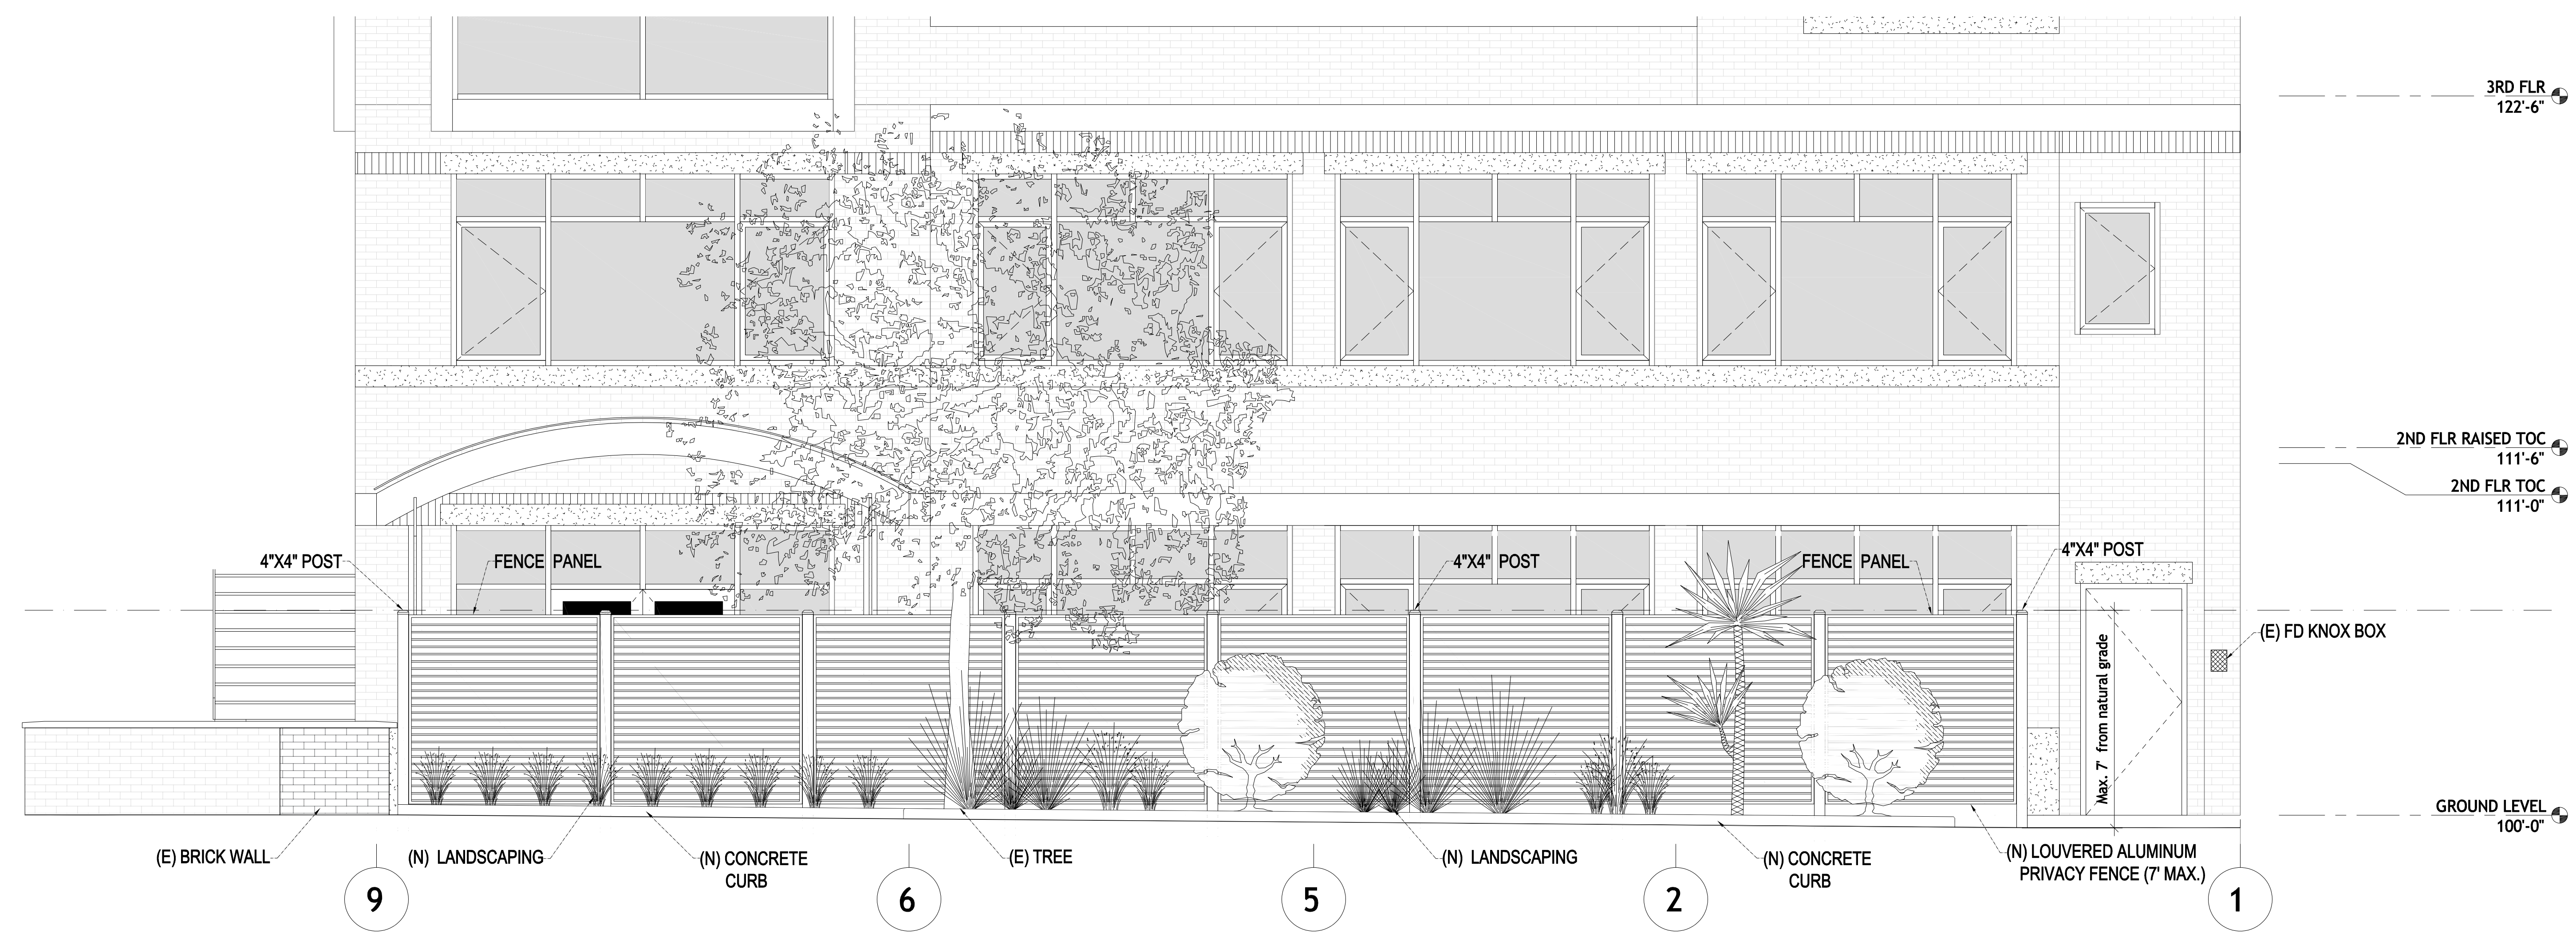 3RD FLR
122'-6"
2ND FLR RAISED TOC
111'-6"
2ND FLR TOC
111'-0"
4"X4" POST
FENCE PANEL
4"X4" POST
FENCE PANEL
4"X4" POST
(E) FD KNOX BOX
Max. 7' from natural grade
GROUND LEVEL
100'-0"
(E) BRICK WALL
(N) LANDSCAPING
(N) CONCRETE
CURB
(E) TREE
(N) LANDSCAPING
(N) CONCRETE
CURB
(N) LOUVERED ALUMINUM
PRIVACY FENCE (7' MAX.)
9
6
5
2
1